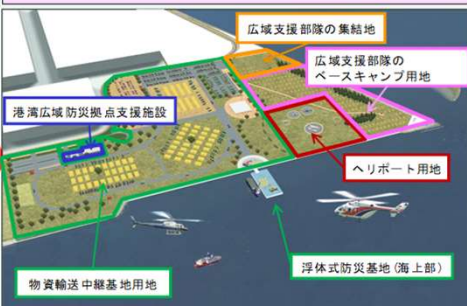 広域支援部隊の集結地
広域支援部隊の
ベースキャンプ用地
港湾広域防災拠点支援施設
ヘリポート用地
浮体式防災基地(海上部)
物資輸送中継基地用地